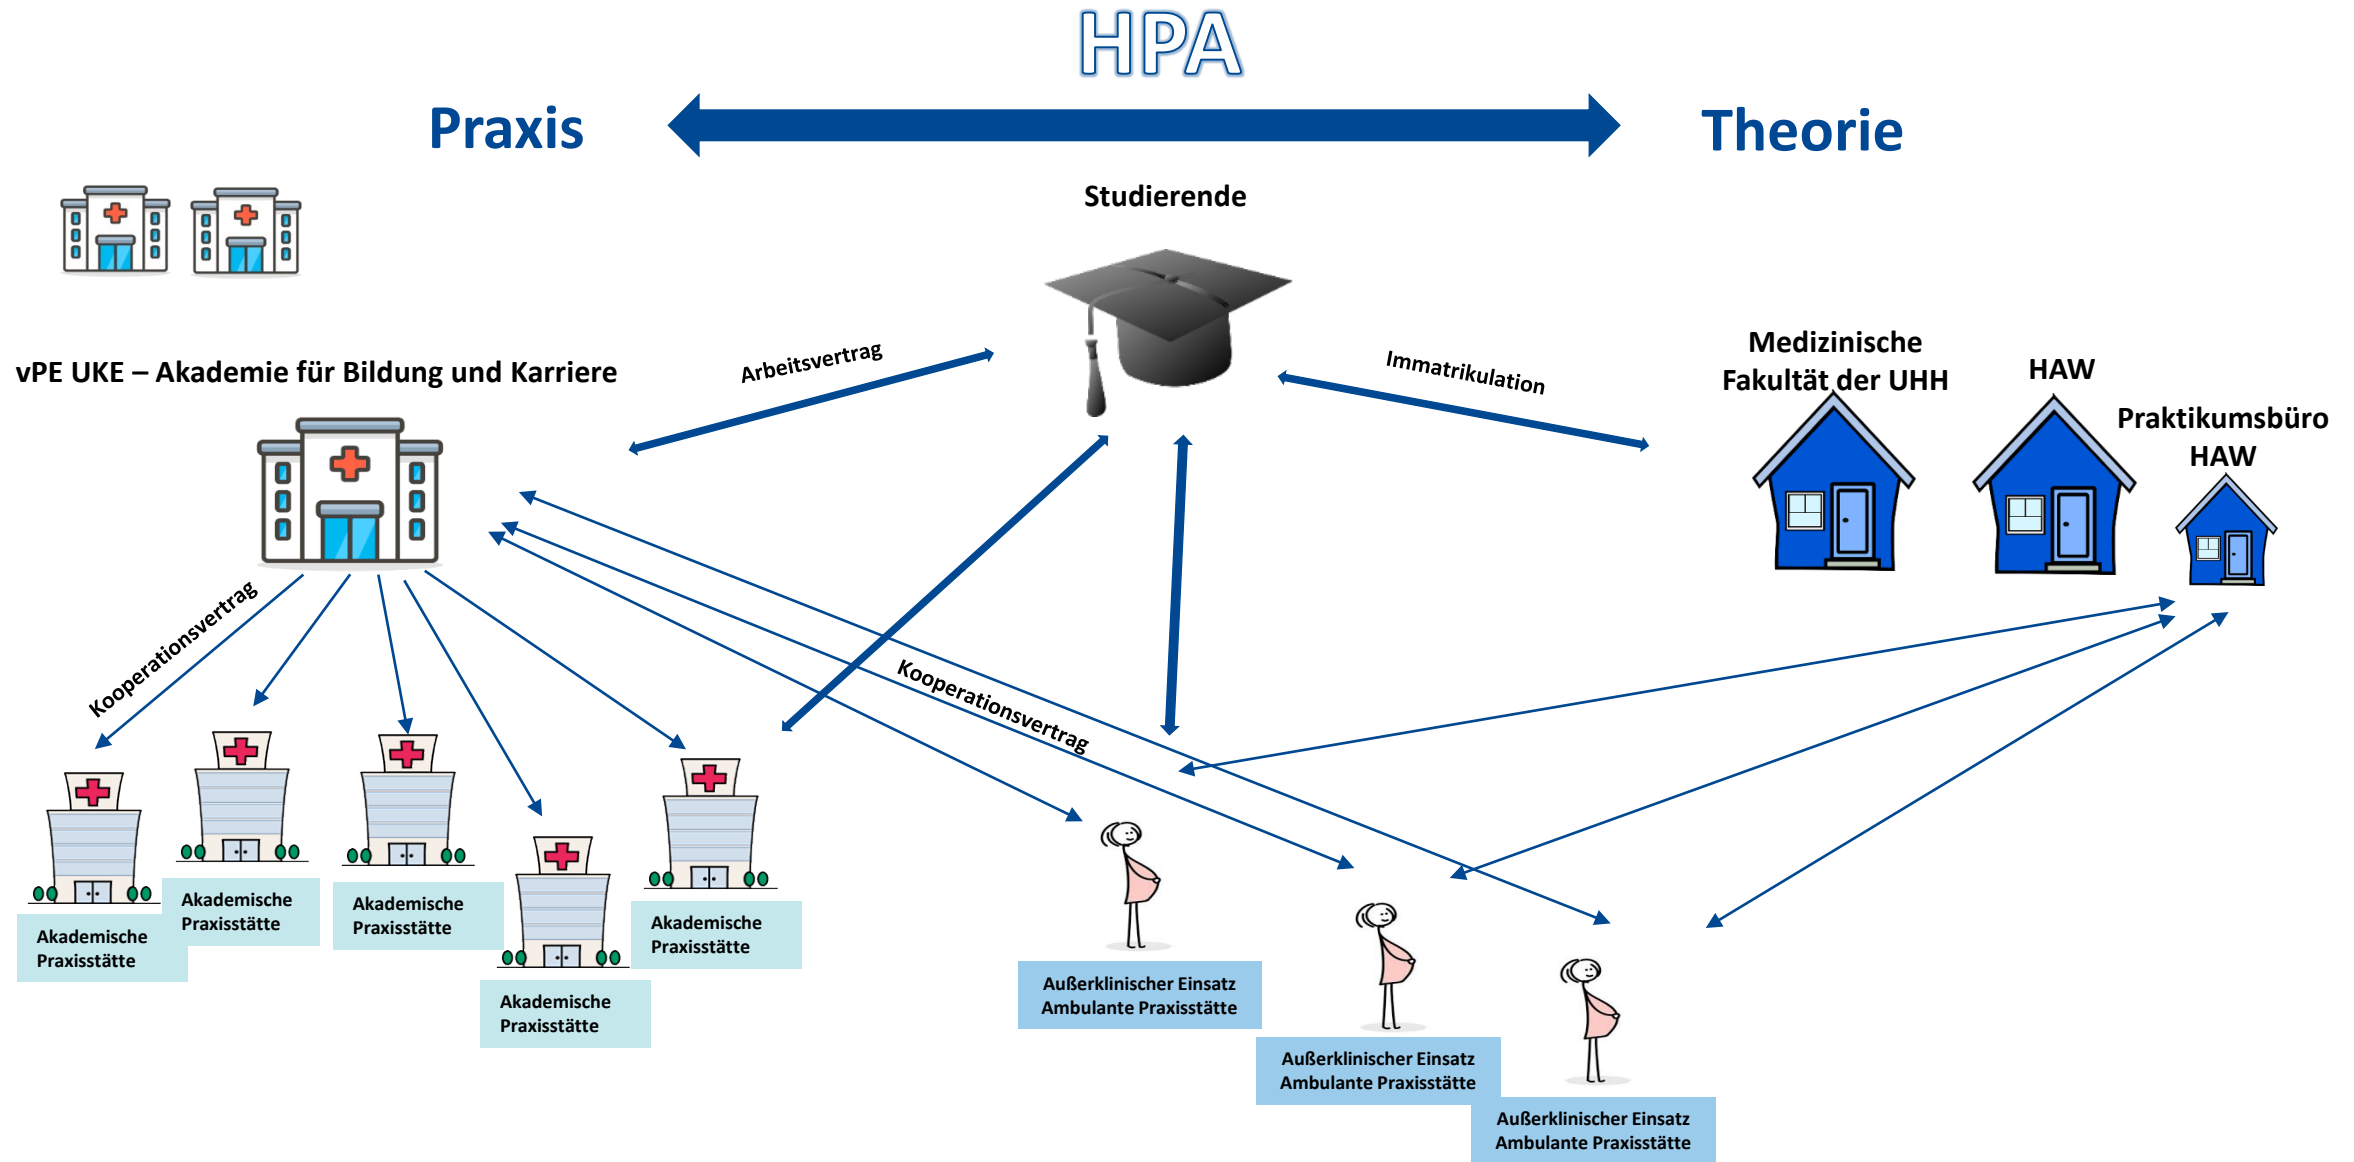 HPA
Praxis
Theorie
Studierende
vPE UKE – Akademie für Bildung und Karriere
Arbeitsvertrag
Immatrikulation
Medizinische
Fakultät der UHH
HAW
Praktikumsbüro
HAW
Kooperationsvertrag
Kooperationsvertrag
Akademische
Praxisstätte
Akademische
Praxisstätte
Akademische
Praxisstätte
Akademische
Praxisstätte
Akademische
Praxisstätte
Außerklinischer Einsatz
Ambulante Praxisstätte
Außerklinischer Einsatz
Ambulante Praxisstätte
Außerklinischer Einsatz
Ambulante Praxisstätte